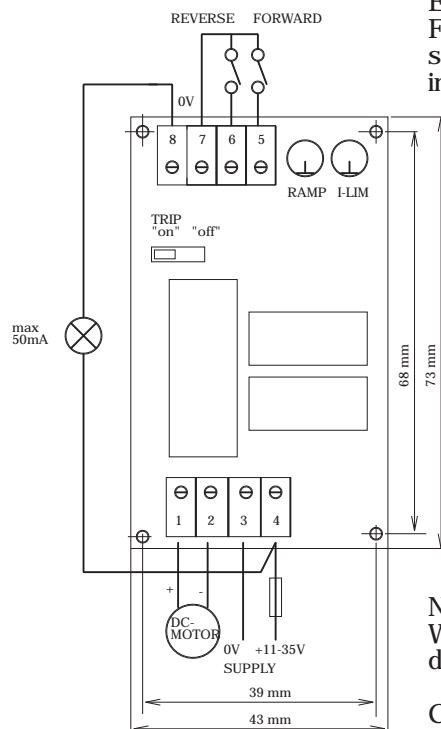 REVERSE FORWARD
0V
8 7 6 5
RAMP I-LIM
TRIP
"on" "off"
max
50mA
68 mm
73 mm
1 2 3 4
+ -
DC-
MOTOR
0V +11-35V
SUPPLY
39 mm
43 mm